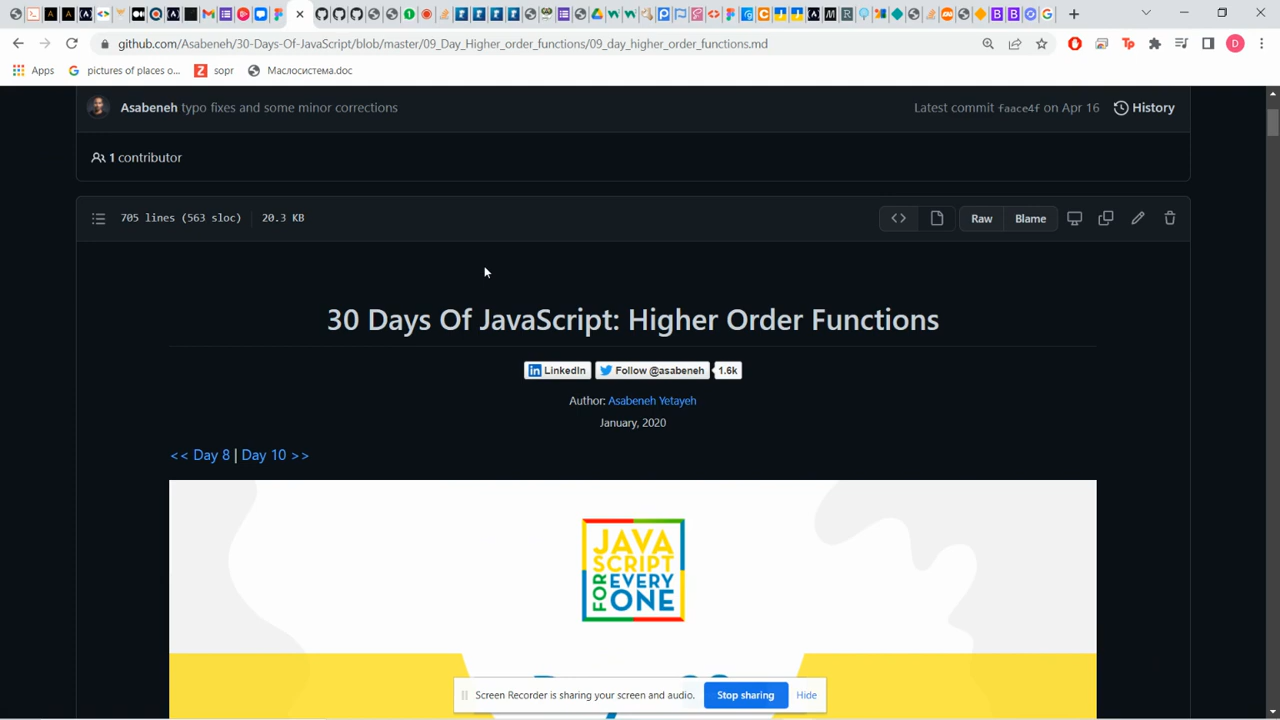 github.com/Asabeneh/30-Days-Of-JavaScript/blob/master/09_Day_Higher_order_functions/09_day_higher_order_functions.md
Apps
pictures of places o...
sopr
Маслосистема.doc
Asabeneh typo fixes and some minor corrections
Latest commit faace4f on Apr 16
History
1 contributor
705 lines (563 sloc)
20.3 KB
Raw
Blame
30 Days Of JavaScript: Higher Order Functions
LinkedIn
Follow @asabeneh
1.6k
Author: Asabeneh Yetayeh
January, 2020
<< Day 8 | Day 10 >>
JAVA
SCRIPT
FOR EVERY
ONE
Screen Recorder is sharing your screen and audio.
Stop sharing
Hide